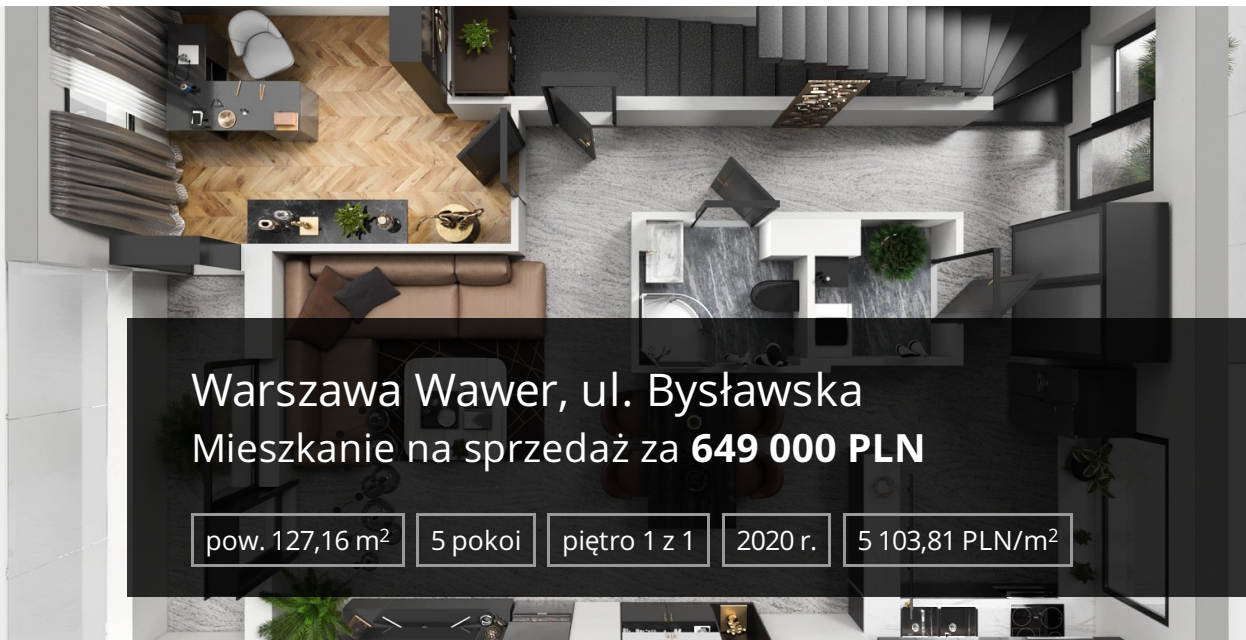 Warszawa Wawer, ul. Bysławska
Mieszkanie na sprzedaż za 649 000 PLN
pow. 127,16 m² 5 pokoi piętro 1 z 1 2020 r. 5 103,81 PLN/m²